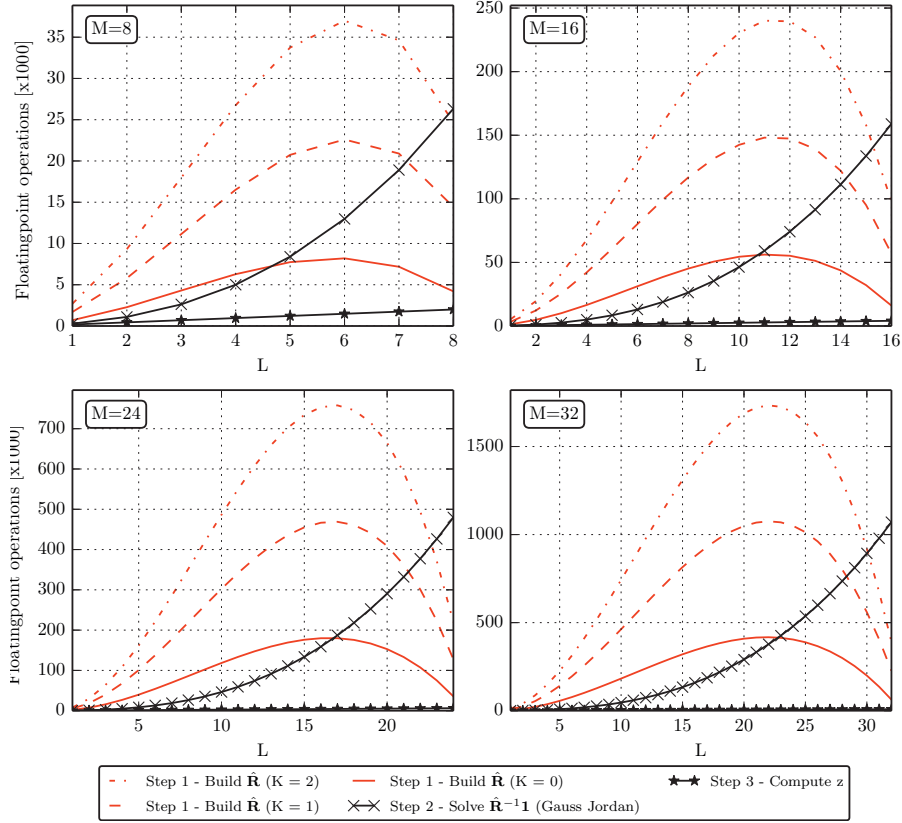 M=8
Floatingpoint operations [x1000]
35
30
25
20
15
10
5
0
1 2 3 4 5 6 7 8
L
M=16
250
200
150
100
50
0
2 4 6 8 10 12 14 16
L
M=24
Floatingpoint operations [x1000]
700
600
500
400
300
200
100
0
5 10 15 20
L
M=32
1500
1000
500
0
5 10 15 20 25 30
L
Step 1 - Build R̂ (K = 2)
Step 1 - Build R̂ (K = 1)
Step 1 - Build R̂ (K = 0)
Step 2 - Solve R̂⁻¹1 (Gauss Jordan)
Step 3 - Compute z